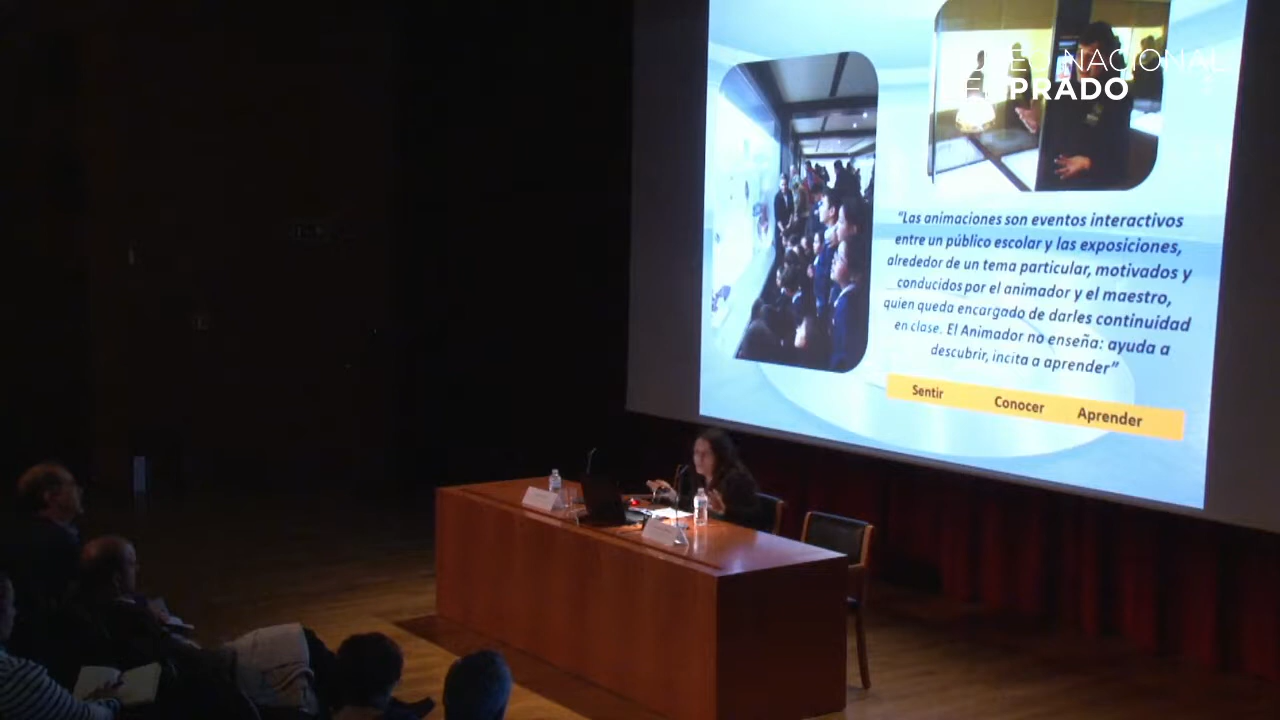 NACIONAL
PRADO
“Las animaciones son eventos interactivos
entre un público escolar y las exposiciones,
alrededor de un tema particular, motivados y
conducidos por el animador y el maestro,
quien queda encargado de darles continuidad
en clase. El Animador no enseña: ayuda a
descubrir, incita a aprender”
Sentir Conocer Aprender